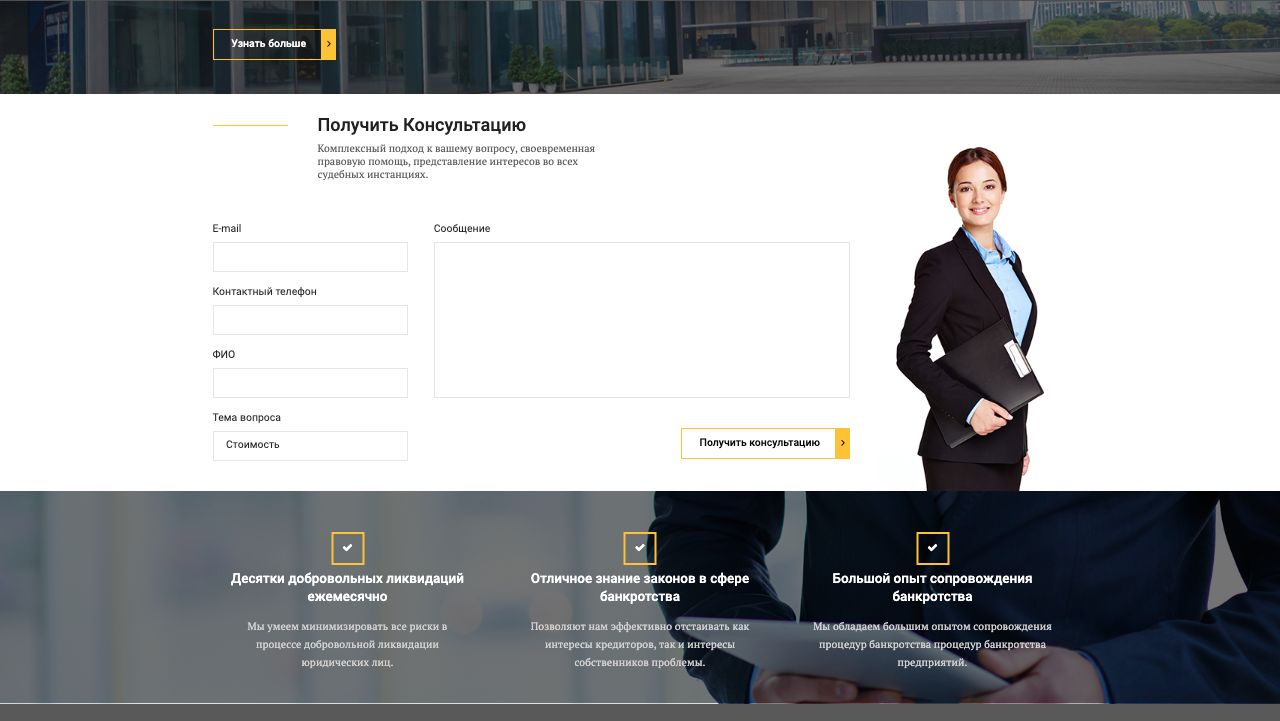 Узнать больше
Получить Консультацию
Комплексный подход к вашему вопросу, своевременная
правовую помощь, представление интересов во всех
судебных инстанциях.
E-mail
Сообщение
Контактный телефон
ФИО
Тема вопроса
Стоимость
Получить консультацию
Десятки добровольных ликвидаций
ежемесячно
Мы умеем минимизировать все риски в
процессе добровольной ликвидации
юридических лиц.
Отличное знание законов в сфере
банкротства
Позволяют нам эффективно отстаивать как
интересы кредиторов, так и интересы
собственников проблемы.
Большой опыт сопровождения
банкротства
Мы обладаем большим опытом сопровождения
процедур банкротства процедур банкротства
предприятий.